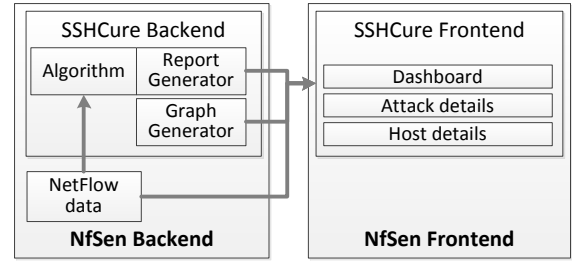 SSHCure Backend
Algorithm
Report
Generator
Graph
Generator
NetFlow
data
NfSen Backend
SSHCure Frontend
Dashboard
Attack details
Host details
NfSen Frontend